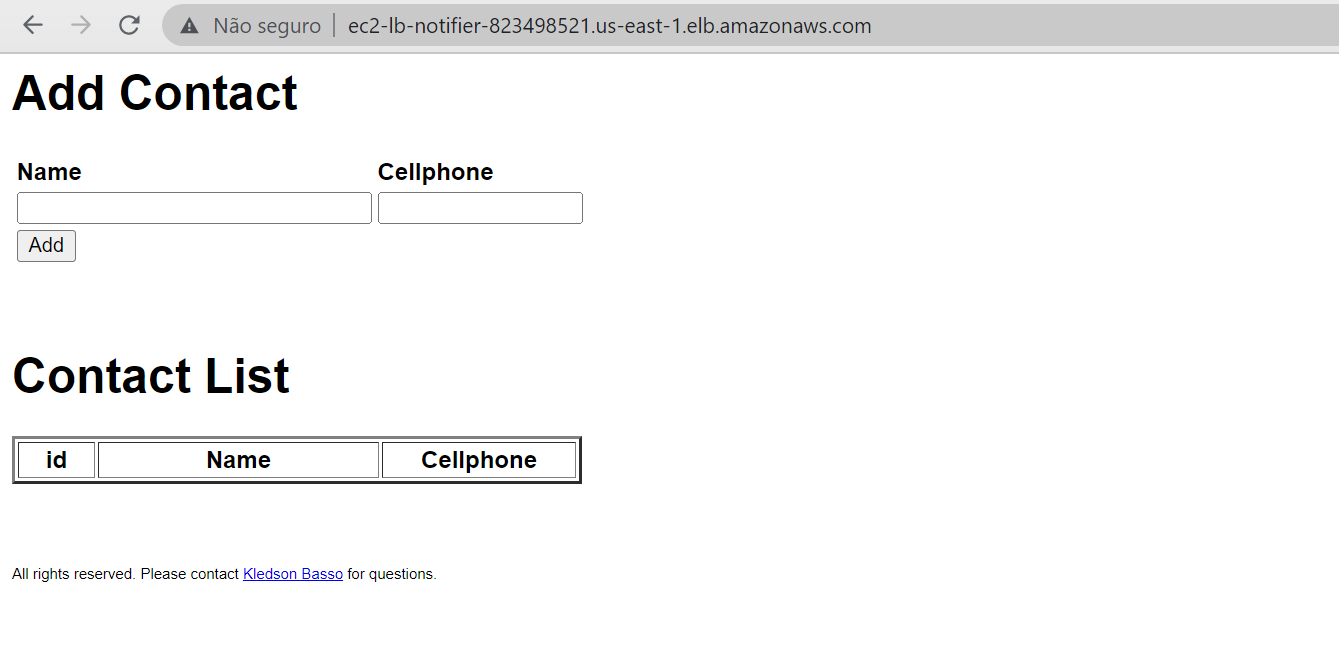 Não seguro ec2-lb-notifier-823498521.us-east-1.elb.amazonaws.com
Add Contact
Name Cellphone
Add
Contact List
id Name Cellphone
All rights reserved. Please contact Kledson Basso for questions.